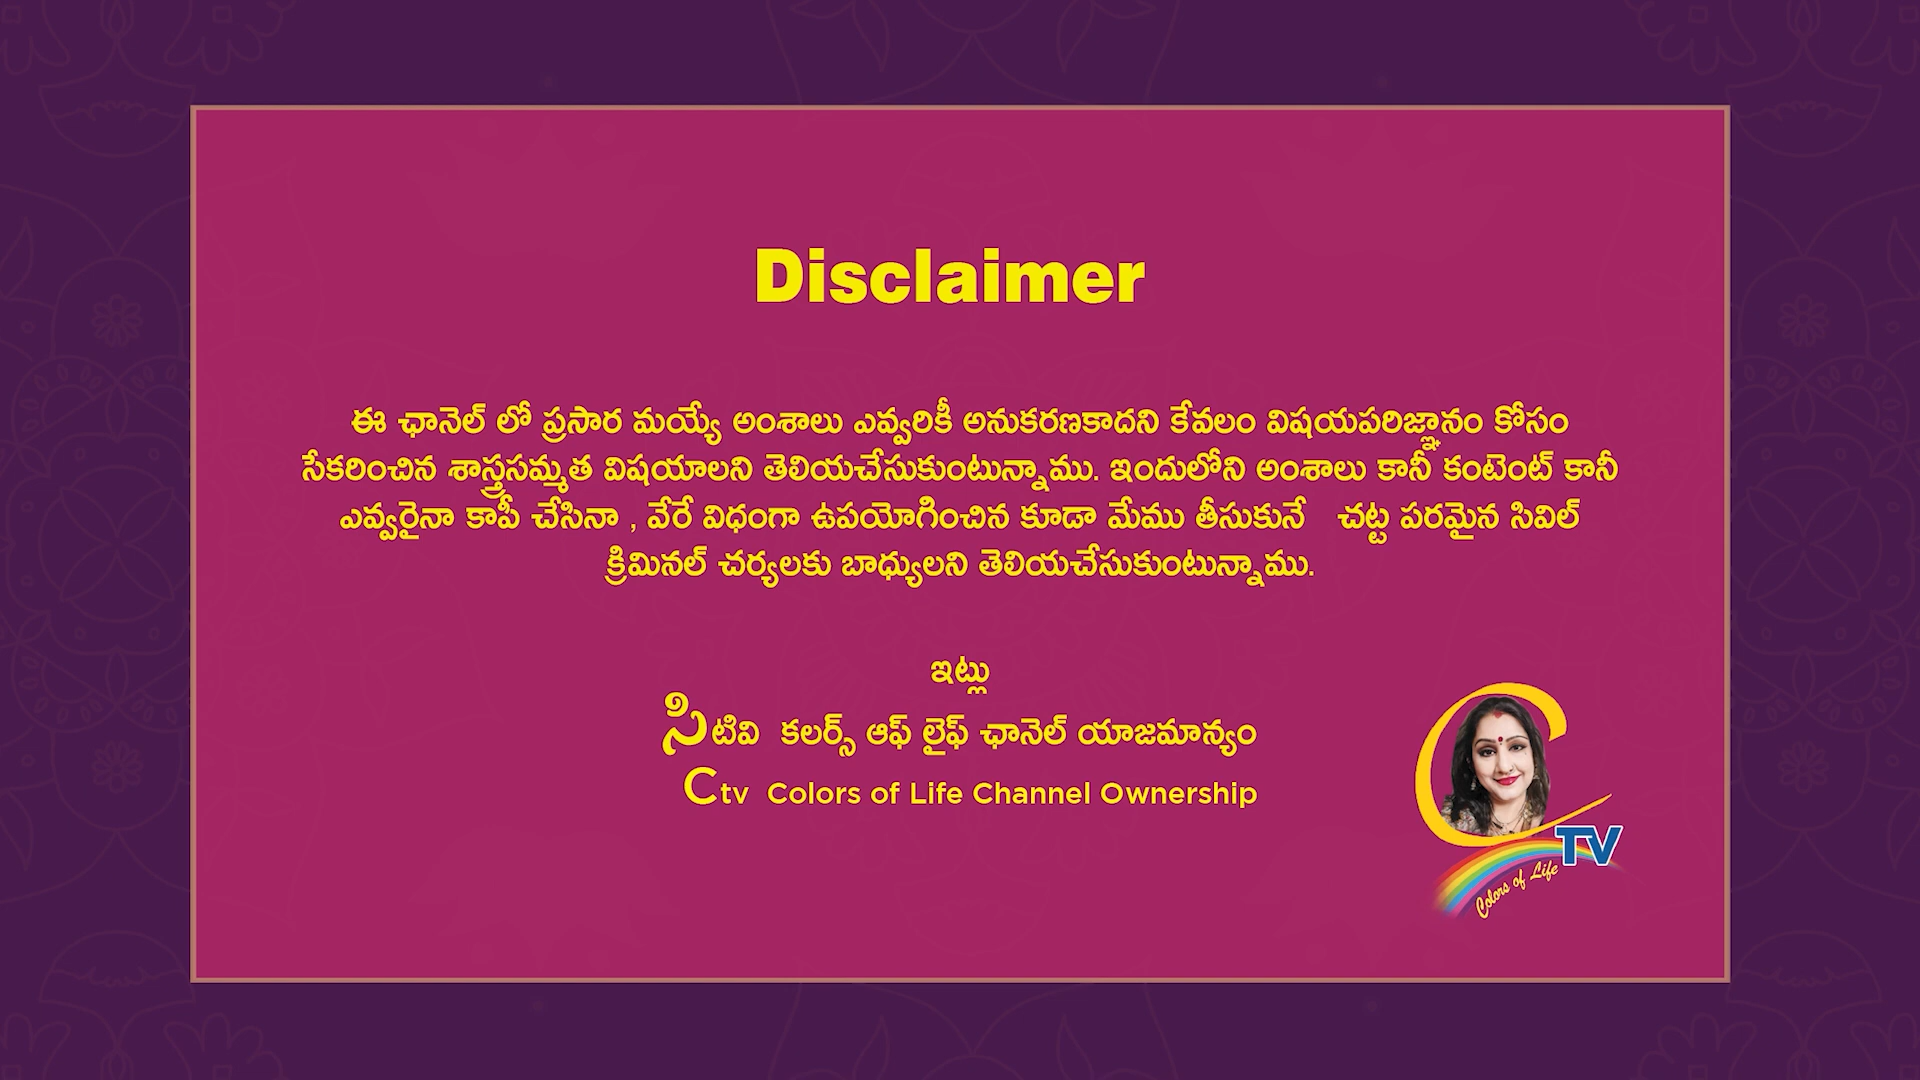 Disclaimer
ఈ ఛానెల్ లో ప్రసార మయ్యే అంశాలు ఎవ్వరికీ అనుకరణకాదని కేవలం విషయపరిజ్ఞానం కోసం
సేకరించిన శాస్త్రసమ్మత విషయాలని తెలియచేసుకుంటున్నాము. ఇందులోని అంశాలు కానీ కంటెంట్ కానీ
ఎవ్వరైనా కాపీ చేసినా , వేరే విధంగా ఉపయోగించిన కూడా మేము తీసుకునే చట్ట పరమైన సివిల్
క్రిమినల్ చర్యలకు బాధ్యులని తెలియచేసుకుంటున్నాము.
ఇట్లు
సిటివి కలర్స్ ఆఫ్ లైఫ్ ఛానెల్ యాజమాన్యం
Ctv Colors of Life Channel Ownership
C TV
Colors of Life